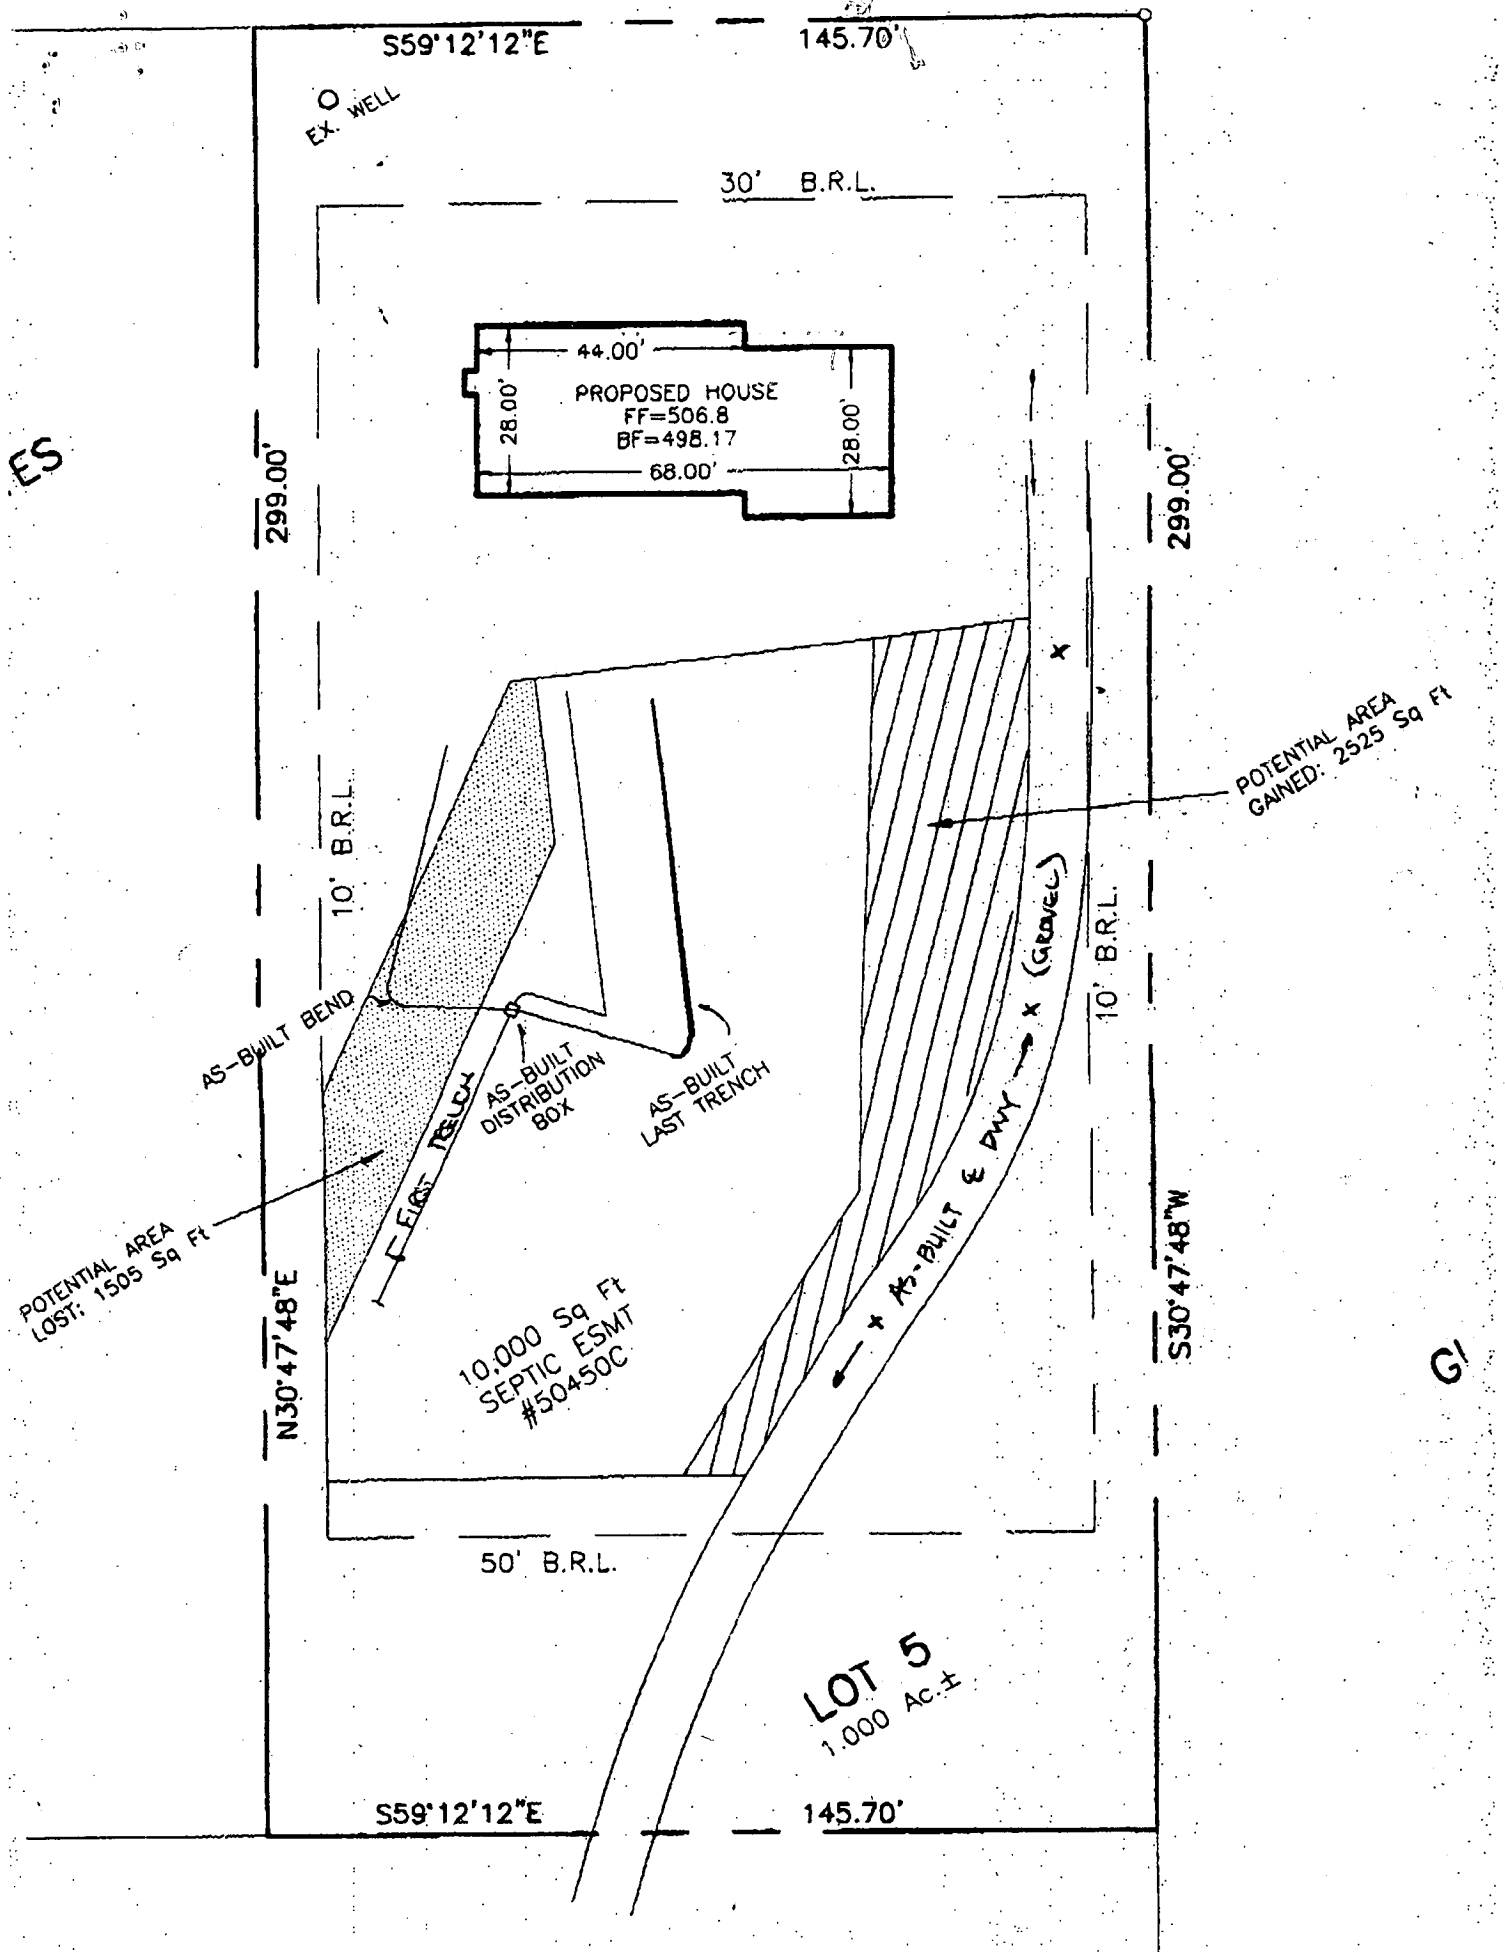 S59°12'12"E
145.70'
EX. WELL
30' B.R.L.
44.00'
28.00'
PROPOSED HOUSE
FF=506.8
BF=498.17
28.00'
68.00'
ES
299.00'
299.00'
POTENTIAL AREA
GAINED: 2525 Sq Ft
10' B.R.L.
10' B.R.L.
AS-BUILT BEND
AS-BUILT
DISTRIBUTION
BOX
AS-BUILT
LAST TRENCH
FIRST TRENCH
x
x AS-BUILT ℄ DWY → x (GRAVEL)
POTENTIAL AREA
LOST: 1505 Sq Ft
N30°47'48"E
S30°47'48"W
10,000 Sq Ft
SEPTIC ESMT
#50450C
50' B.R.L.
LOT 5
1.000 Ac.±
S59°12'12"E
145.70'